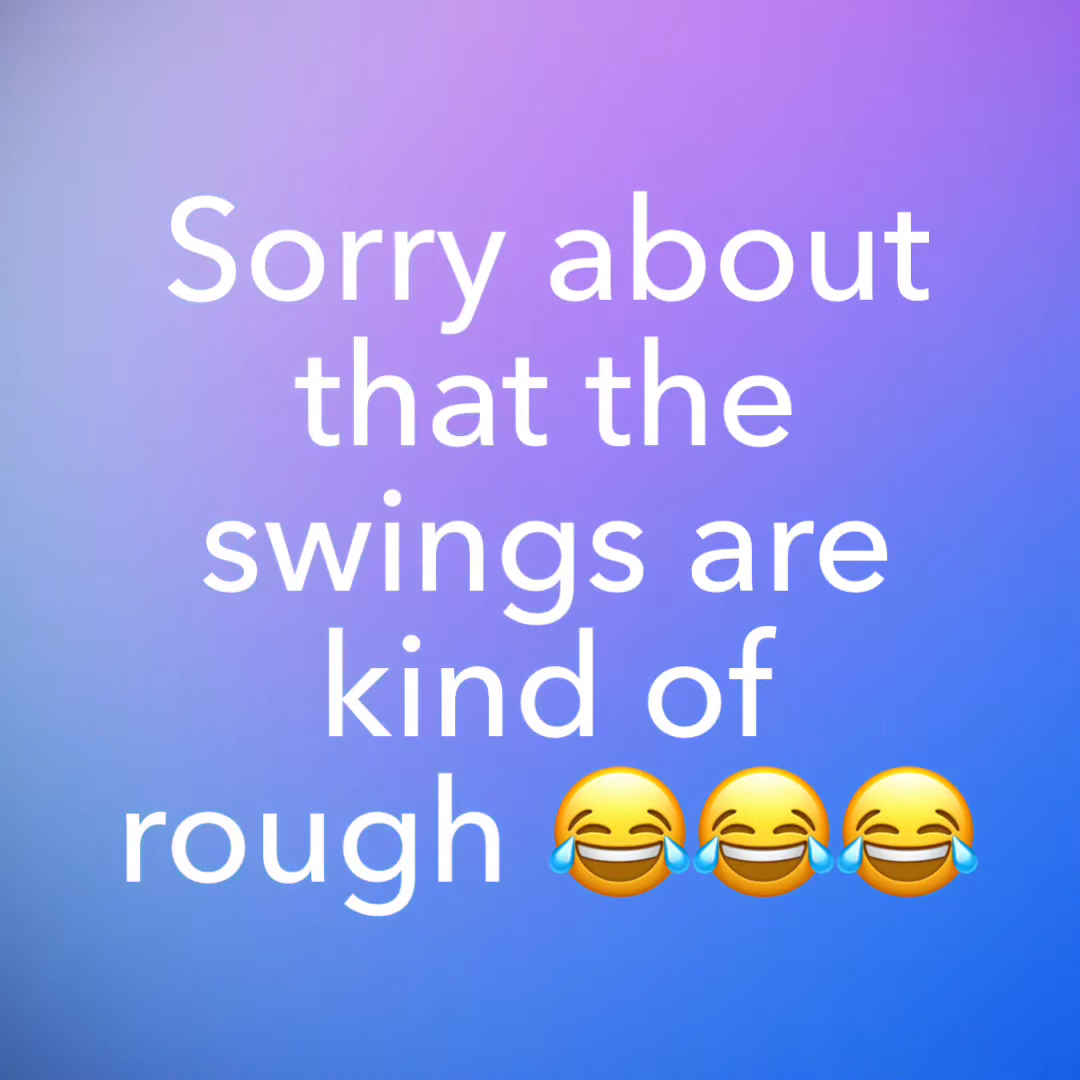 Sorry about
that the
swings are
kind of
rough 😂😂😂